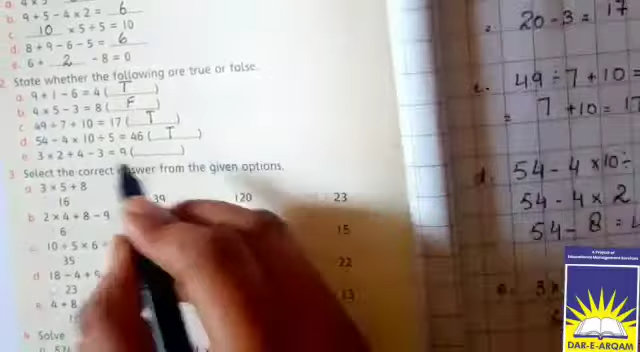 b. 9 + 5 - 4 x 2 = 6
c. 10 x 5 ÷ 5 = 10
d. 8 + 9 - 6 - 5 = 6
e. 6 ÷ 2 - 8 = 0
2 State whether the following are true or false.
a. 9 + 1 - 6 = 4 ( T )
b. 4 x 5 - 3 = 8 ( F )
c. 49 ÷ 7 + 10 = 17 ( T )
d. 54 - 4 x 10 ÷ 5 = 46 ( T )
e. 3 x 2 + 4 - 3 = 9 ( )
3 Select the correct answer from the given options.
a 3 x 5 + 8
16 39 120 23
b 2 x 4 + 8 - 9
6 15
10 ÷ 5 x 6 ÷
35 22
d 18 - 4 + 9
23 13
e. 4 + 8
4 Solve
20 - 3 = 17
c. 49 ÷ 7 + 10 =
7 + 10 = 17
d. 54 - 4 x 10 ÷
54 - 4 x 2
54 - 8 =
e.
A Project of
Educational Management Services
DAR-E-ARQAM